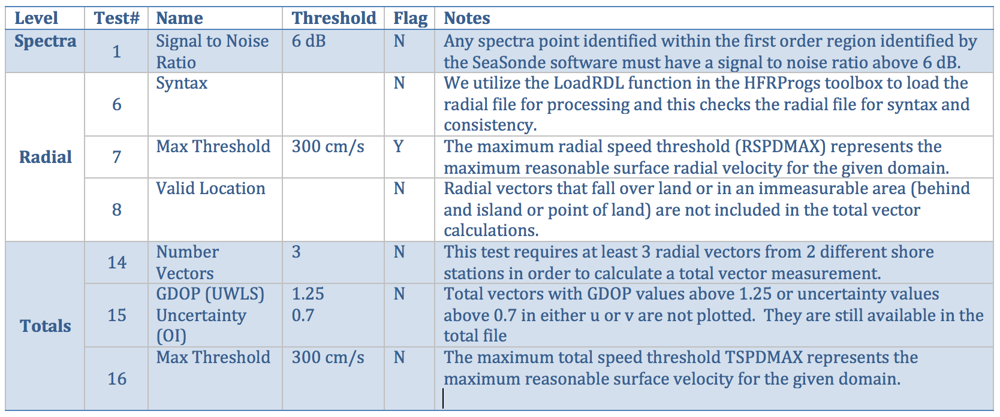 Level Test# Name Threshold Flag Notes
Spectra 1 Signal to Noise 6 dB N Any spectra point identified within the first order region identified by
Ratio the SeaSonde software must have a signal to noise ratio above 6 dB.
Radial
6 Syntax N We utilize the LoadRDL function in the HFRProgs toolbox to load the
radial file for processing and this checks the radial file for syntax and
consistency.
7 Max Threshold 300 cm/s Y The maximum radial speed threshold (RSPDMAX) represents the
maximum reasonable surface radial velocity for the given domain.
8 Valid Location N Radial vectors that fall over land or in an immeasurable area (behind
and island or point of land) are not included in the total vector
calculations.
Totals
14 Number 3 N This test requires at least 3 radial vectors from 2 different shore
Vectors stations in order to calculate a total vector measurement.
15 GDOP (UWLS) 1.25 N Total vectors with GDOP values above 1.25 or uncertainty values
Uncertainty 0.7 above 0.7 in either u or v are not plotted.  They are still available in the
(OI) total file
16 Max Threshold 300 cm/s N The maximum total speed threshold TSPDMAX represents the
maximum reasonable surface velocity for the given domain.